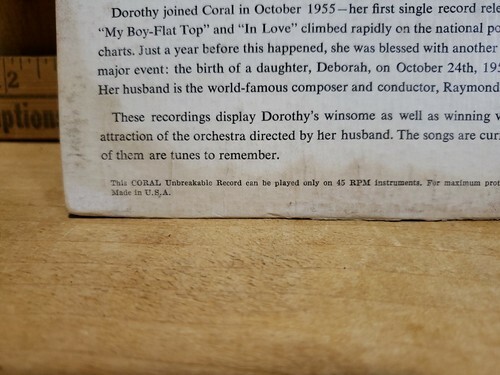 Dorothy joined Coral in October 1955—her first single record rele
"My Boy-Flat Top" and "In Love" climbed rapidly on the national po
charts. Just a year before this happened, she was blessed with another
major event: the birth of a daughter, Deborah, on October 24th, 195
Her husband is the world-famous composer and conductor, Raymond
These recordings display Dorothy's winsome as well as winning v
attraction of the orchestra directed by her husband. The songs are cur
of them are tunes to remember.
This CORAL Unbreakable Record can be played only on 45 RPM instruments. For maximum prot
Made in U.S.A.
2
ption